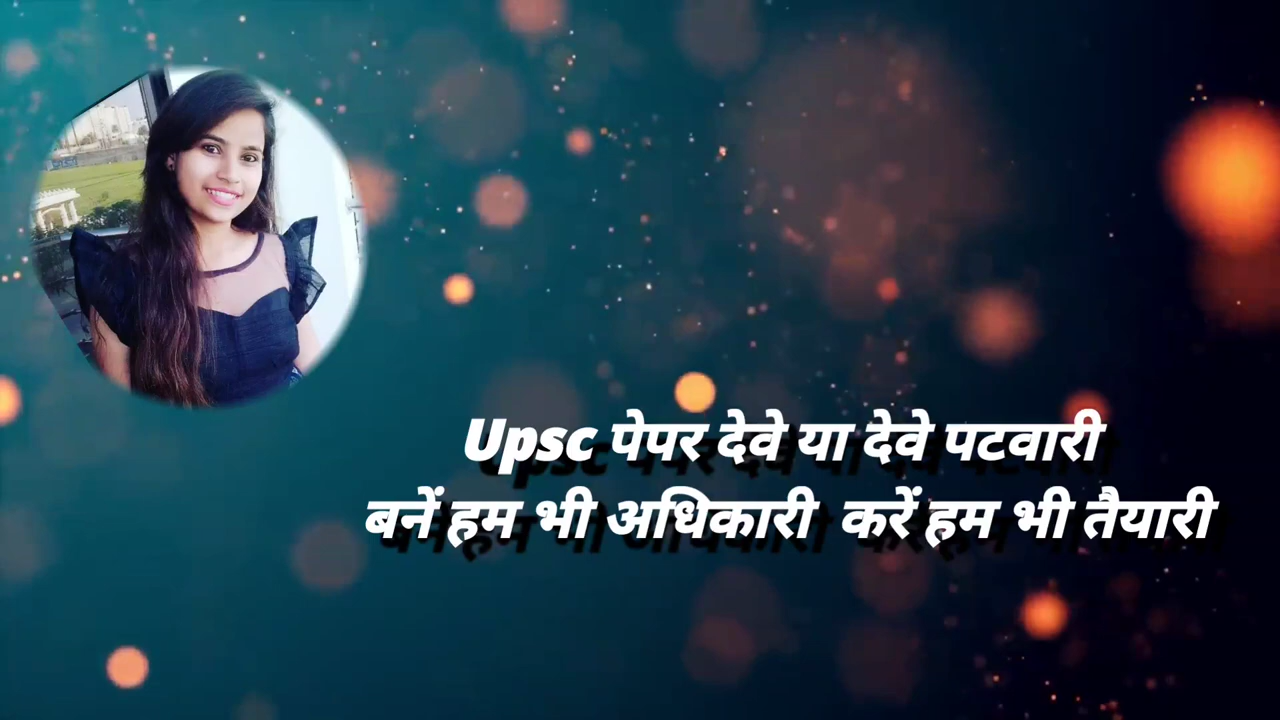 Upsc पेपर देवे या देवे पटवारी
बनें हम भी अधिकारी करें हम भी तैयारी